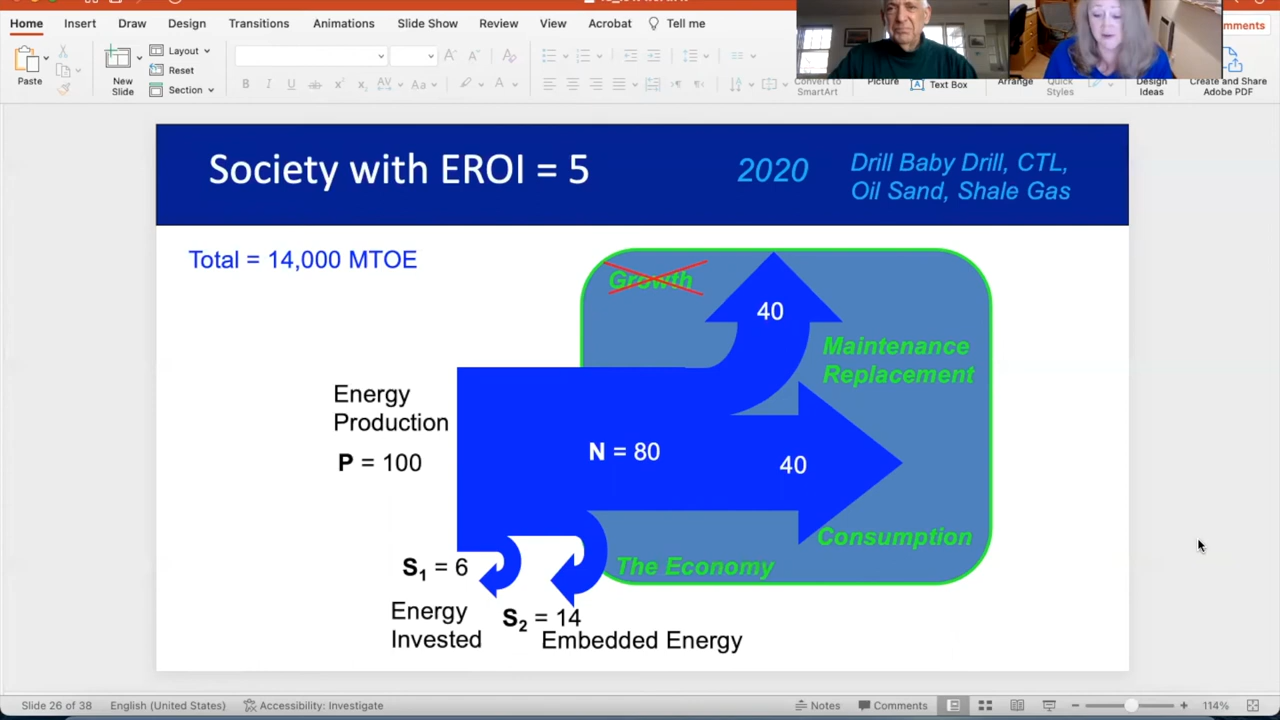 Home Insert Draw Design Transitions Animations Slide Show Review View Acrobat Tell me
mments
Paste
New
Slide
Layout
Reset
Section
Convert to
SmartArt
Picture
Text Box
Arrange
Quick
Styles
Design
Ideas
Create and Share
Adobe PDF
Society with EROI = 5
2020
Drill Baby Drill, CTL,
Oil Sand, Shale Gas
Total = 14,000 MTOE
Growth
40
Maintenance
Replacement
Energy
Production
P = 100
N = 80
40
Consumption
The Economy
S1 = 6
Energy
Invested
S2 = 14
Embedded Energy
Slide 26 of 38 English (United States) Accessibility: Investigate Notes Comments 114%